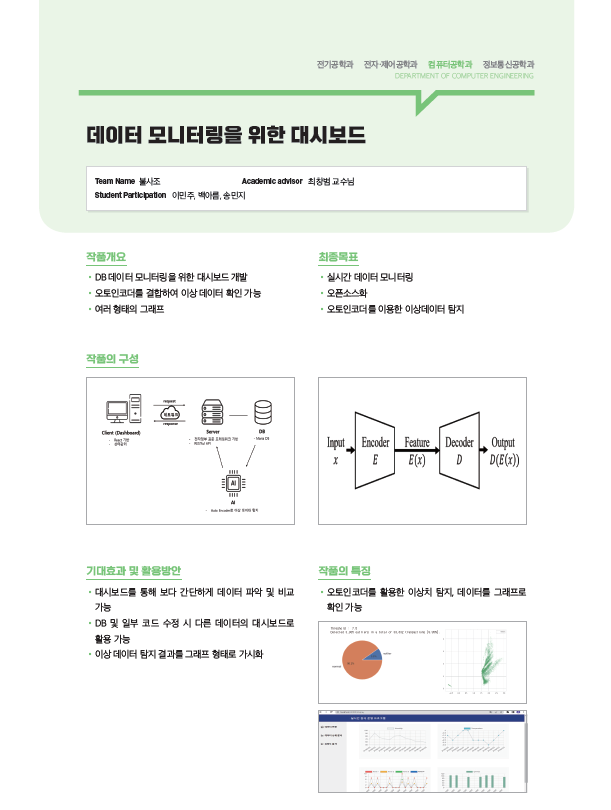 전기공학과 전자·제어공학과 컴퓨터공학과 정보통신공학과
DEPARTMENT OF COMPUTER ENGINEERING
데이터 모니터링을 위한 대시보드
Team Name 불사조 Academic advisor 최창범 교수님
Student Participation 이민주, 백아름, 송민지
작품개요
· DB 데이터 모니터링을 위한 대시보드 개발
· 오토인코더를 결합하여 이상 데이터 확인 가능
· 여러 형태의 그래프
최종목표
· 실시간 데이터 모니터링
· 오픈소스화
· 오토인코더를 이용한 이상데이터 탐지
작품의 구성
request
response
Client (Dashboard)
· React 기반
Server
DB
Maria DB
AI
AI
Input
x
Encoder
E
Feature
E(x)
Decoder
D
Output
D(E(x))
기대효과 및 활용방안
· 대시보드를 통해 보다 간단하게 데이터 파악 및 비교
가능
· DB 및 일부 코드 수정 시 다른 데이터의 대시보드로
활용 가능
· 이상 데이터 탐지 결과를 그래프 형태로 가시화
작품의 특징
· 오토인코더를 활용한 이상치 탐지, 데이터를 그래프로
확인 가능